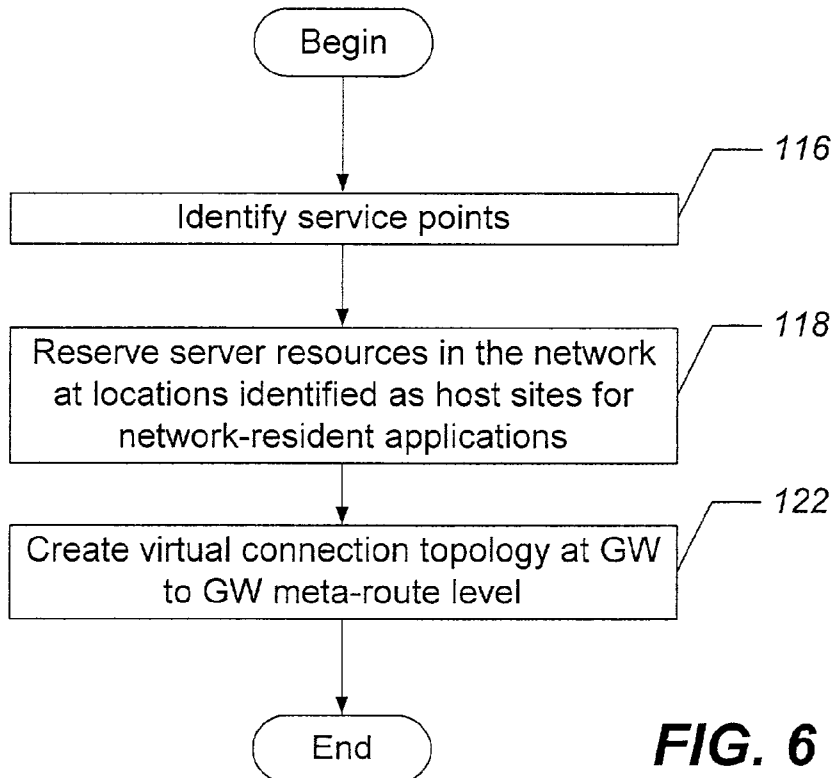 Begin
116
Identify service points
118
Reserve server resources in the network
at locations identified as host sites for
network-resident applications
122
Create virtual connection topology at GW
to GW meta-route level
End
FIG. 6